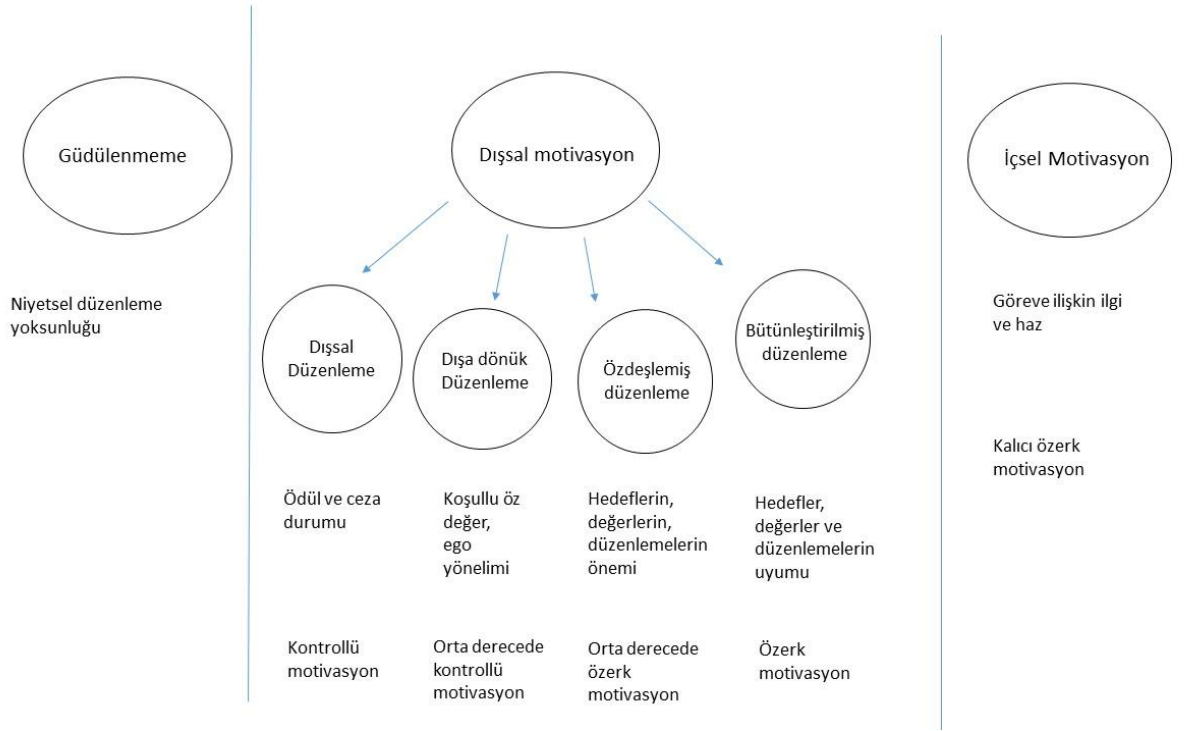 Güdülenmeme
Niyetsel düzenleme
yoksunluğu
Dışsal motivasyon
Dışsal
Düzenleme
Ödül ve ceza
durumu
Kontrollü
motivasyon
Dışa dönük
Düzenleme
Koşullu öz
değer,
ego
yönelimi
Orta derecede
kontrollü
motivasyon
Özdeşlemiş
düzenleme
Hedeflerin,
değerlerin,
düzenlemelerin
önemi
Orta derecede
özerk
motivasyon
Bütünleştirilmiş
düzenleme
Hedefler,
değerler ve
düzenlemelerin
uyumu
Özerk
motivasyon
İçsel Motivasyon
Göreve ilişkin ilgi
ve haz
Kalıcı özerk
motivasyon